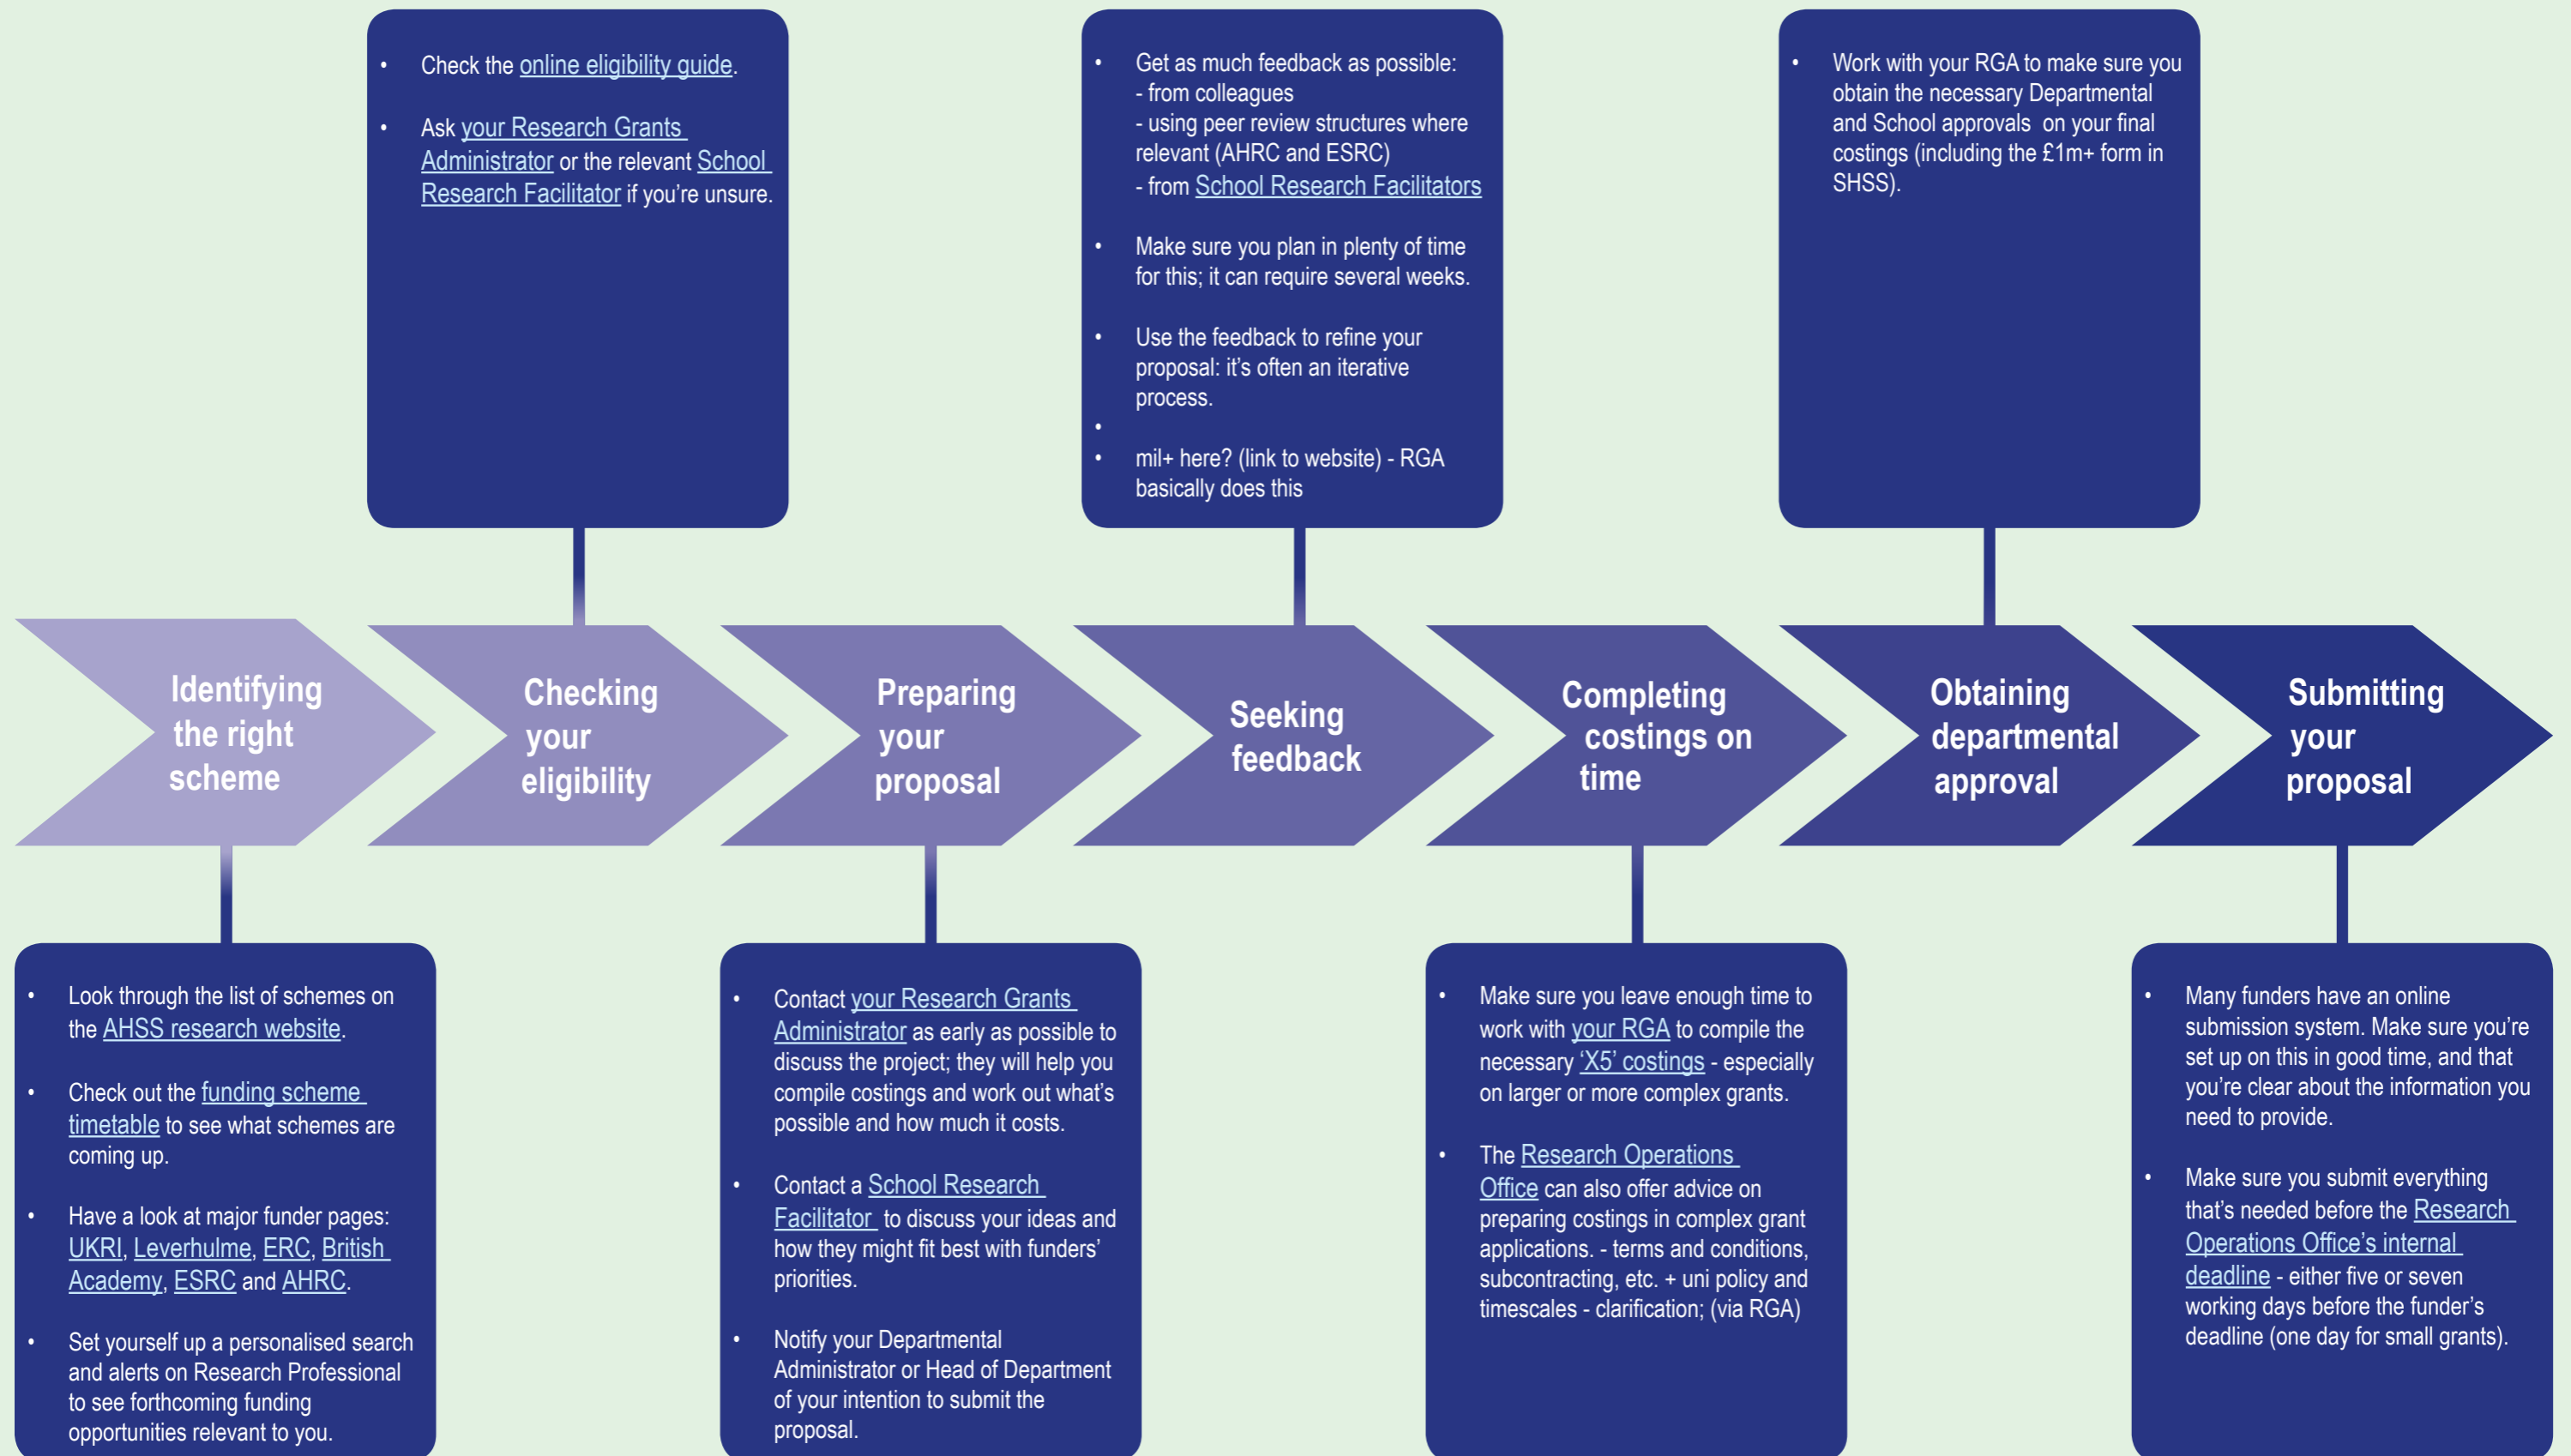 • Check the online eligibility guide.
• Ask your Research Grants
Administrator or the relevant School
Research Facilitator if you're unsure.
• Get as much feedback as possible:
- from colleagues
- using peer review structures where
relevant (AHRC and ESRC)
- from School Research Facilitators
• Make sure you plan in plenty of time
for this; it can require several weeks.
• Use the feedback to refine your
proposal: it's often an iterative
process.
•
• mil+ here? (link to website) - RGA
basically does this
• Work with your RGA to make sure you
obtain the necessary Departmental
and School approvals on your final
costings (including the £1m+ form in
SHSS).
Identifying
the right
scheme
Checking
your
eligibility
Preparing
your
proposal
Seeking
feedback
Completing
costings on
time
Obtaining
departmental
approval
Submitting
your
proposal
• Look through the list of schemes on
the AHSS research website.
• Check out the funding scheme
timetable to see what schemes are
coming up.
• Have a look at major funder pages:
UKRI, Leverhulme, ERC, British
Academy, ESRC and AHRC.
• Set yourself up a personalised search
and alerts on Research Professional
to see forthcoming funding
opportunities relevant to you.
• Contact your Research Grants
Administrator as early as possible to
discuss the project; they will help you
compile costings and work out what's
possible and how much it costs.
• Contact a School Research
Facilitator to discuss your ideas and
how they might fit best with funders'
priorities.
• Notify your Departmental
Administrator or Head of Department
of your intention to submit the
proposal.
• Make sure you leave enough time to
work with your RGA to compile the
necessary 'X5' costings - especially
on larger or more complex grants.
• The Research Operations
Office can also offer advice on
preparing costings in complex grant
applications. - terms and conditions,
subcontracting, etc. + uni policy and
timescales - clarification; (via RGA)
• Many funders have an online
submission system. Make sure you're
set up on this in good time, and that
you're clear about the information you
need to provide.
• Make sure you submit everything
that's needed before the Research
Operations Office's internal
deadline - either five or seven
working days before the funder's
deadline (one day for small grants).